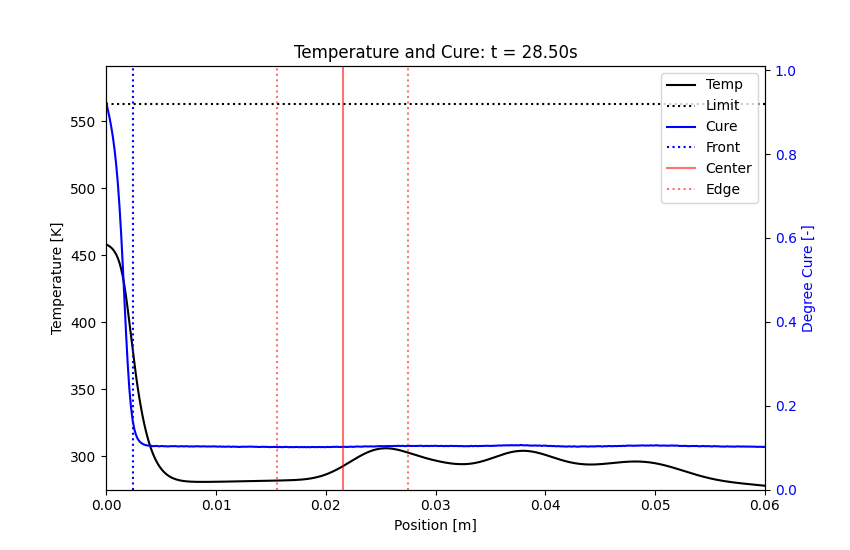 Temperature and Cure: t = 28.50s
Temp
Limit
Cure
Front
Center
Edge
550
500
450
400
350
300
Temperature [K]
1.0
0.8
0.6
0.4
0.2
0.0
Degree Cure [-]
0.00 0.01 0.02 0.03 0.04 0.05 0.06
Position [m]